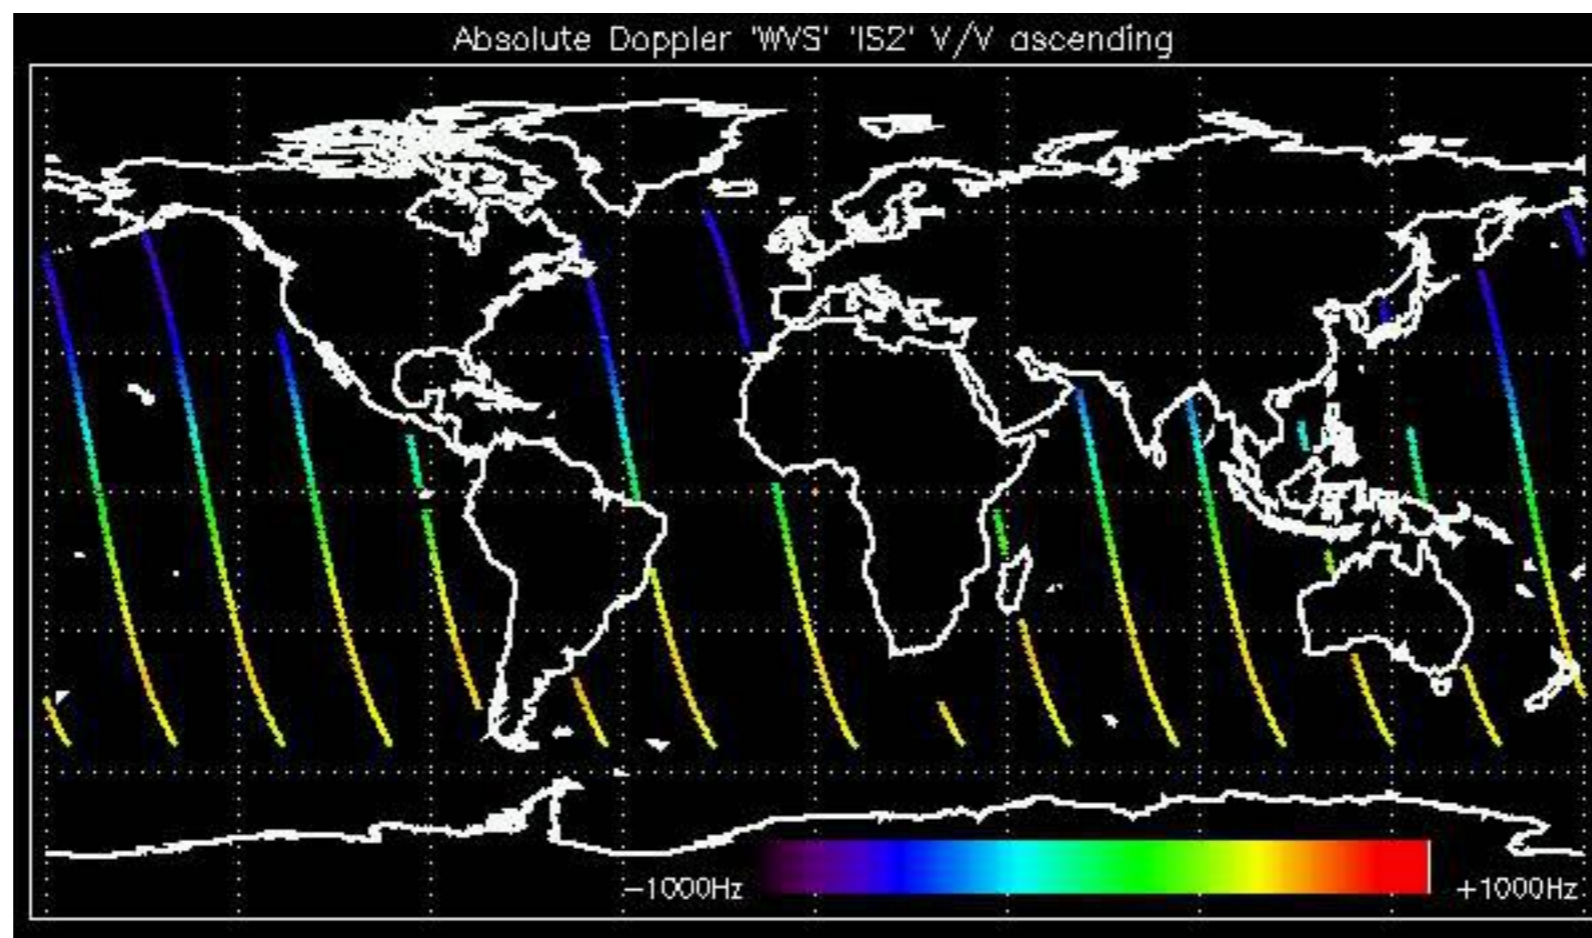 Absolute Doppler 'WVS' 'IS2' V/V ascending
-1000Hz +1000Hz